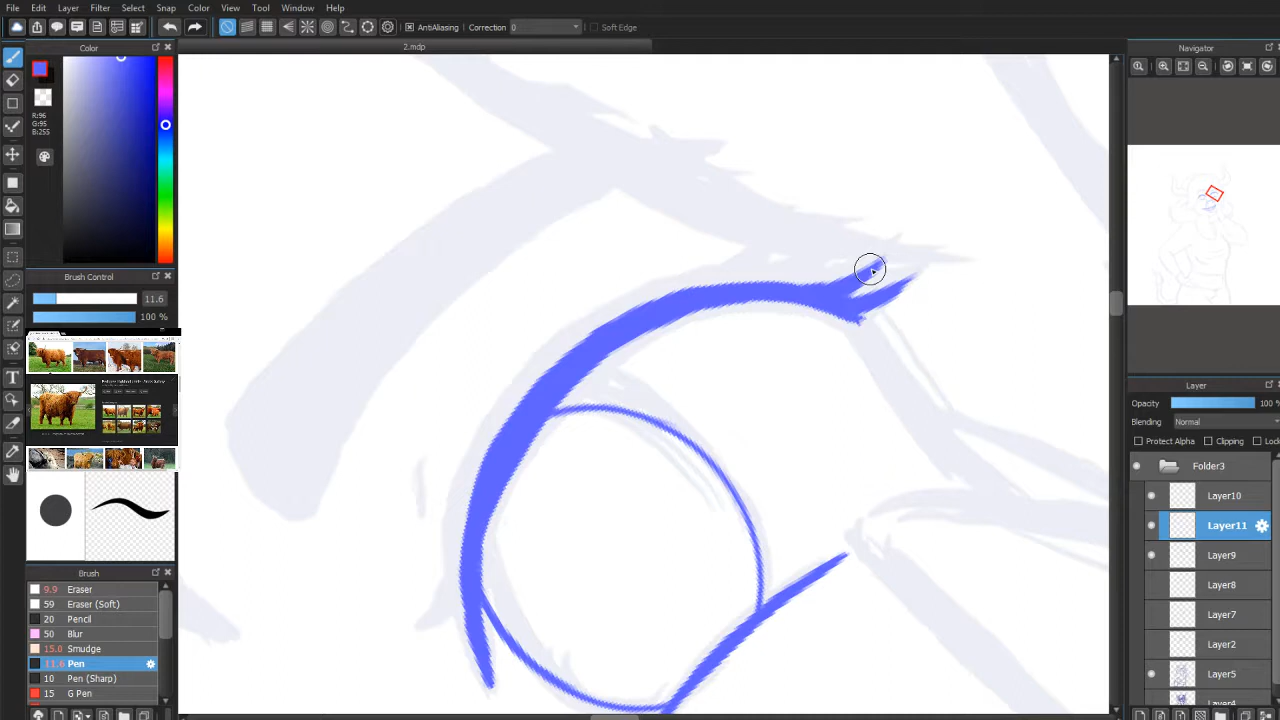 File Edit Layer Filter Select Snap Color View Tool Window Help
AntiAliasing Correction 0 Soft Edge
2.mdp
Color
R:96
G:95
B:255
Brush Control
11.6
100 %
Brush
9.9 Eraser
59 Eraser (Soft)
20 Pencil
50 Blur
15.0 Smudge
11.6 Pen
10 Pen (Sharp)
15 G Pen
Navigator
Layer
Opacity 100 %
Blending Normal
Protect Alpha Clipping
Folder3
Layer10
Layer11
Layer9
Layer8
Layer7
Layer2
Layer5
Layer4